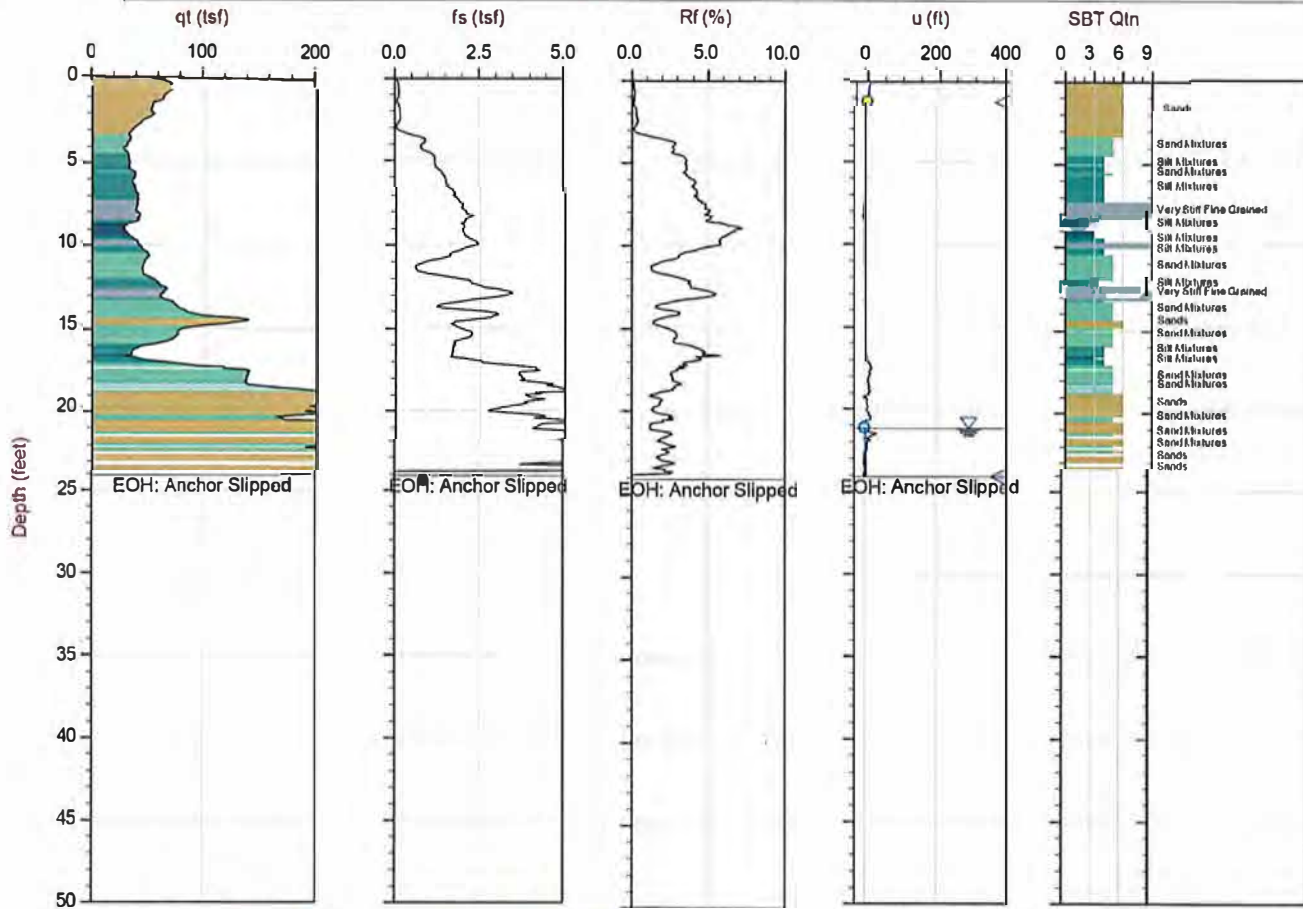 qt (tsf)
fs (tsf)
Rf (%)
u (ft)
SBT Qtn
0 100 200
0.0 2.5 5.0
0.0 5.0 10.0
0 200 400
0 3 6 9
Depth (feet)
0
5
10
15
20
25
30
35
40
45
50
Sands
Sand Mixtures
Silt Mixtures
Sand Mixtures
Silt Mixtures
Very Stiff Fine Grained
Silt Mixtures
Silt Mixtures
Silt Mixtures
Sand Mixtures
Silt Mixtures
Very Stiff Fine Grained
Sand Mixtures
Sands
Sand Mixtures
Silt Mixtures
Silt Mixtures
Sand Mixtures
Sand Mixtures
Sands
Sand Mixtures
Sand Mixtures
Sand Mixtures
Sands
Sands
EOH: Anchor Slipped
EOH: Anchor Slipped
EOH: Anchor Slipped
EOH: Anchor Slipped